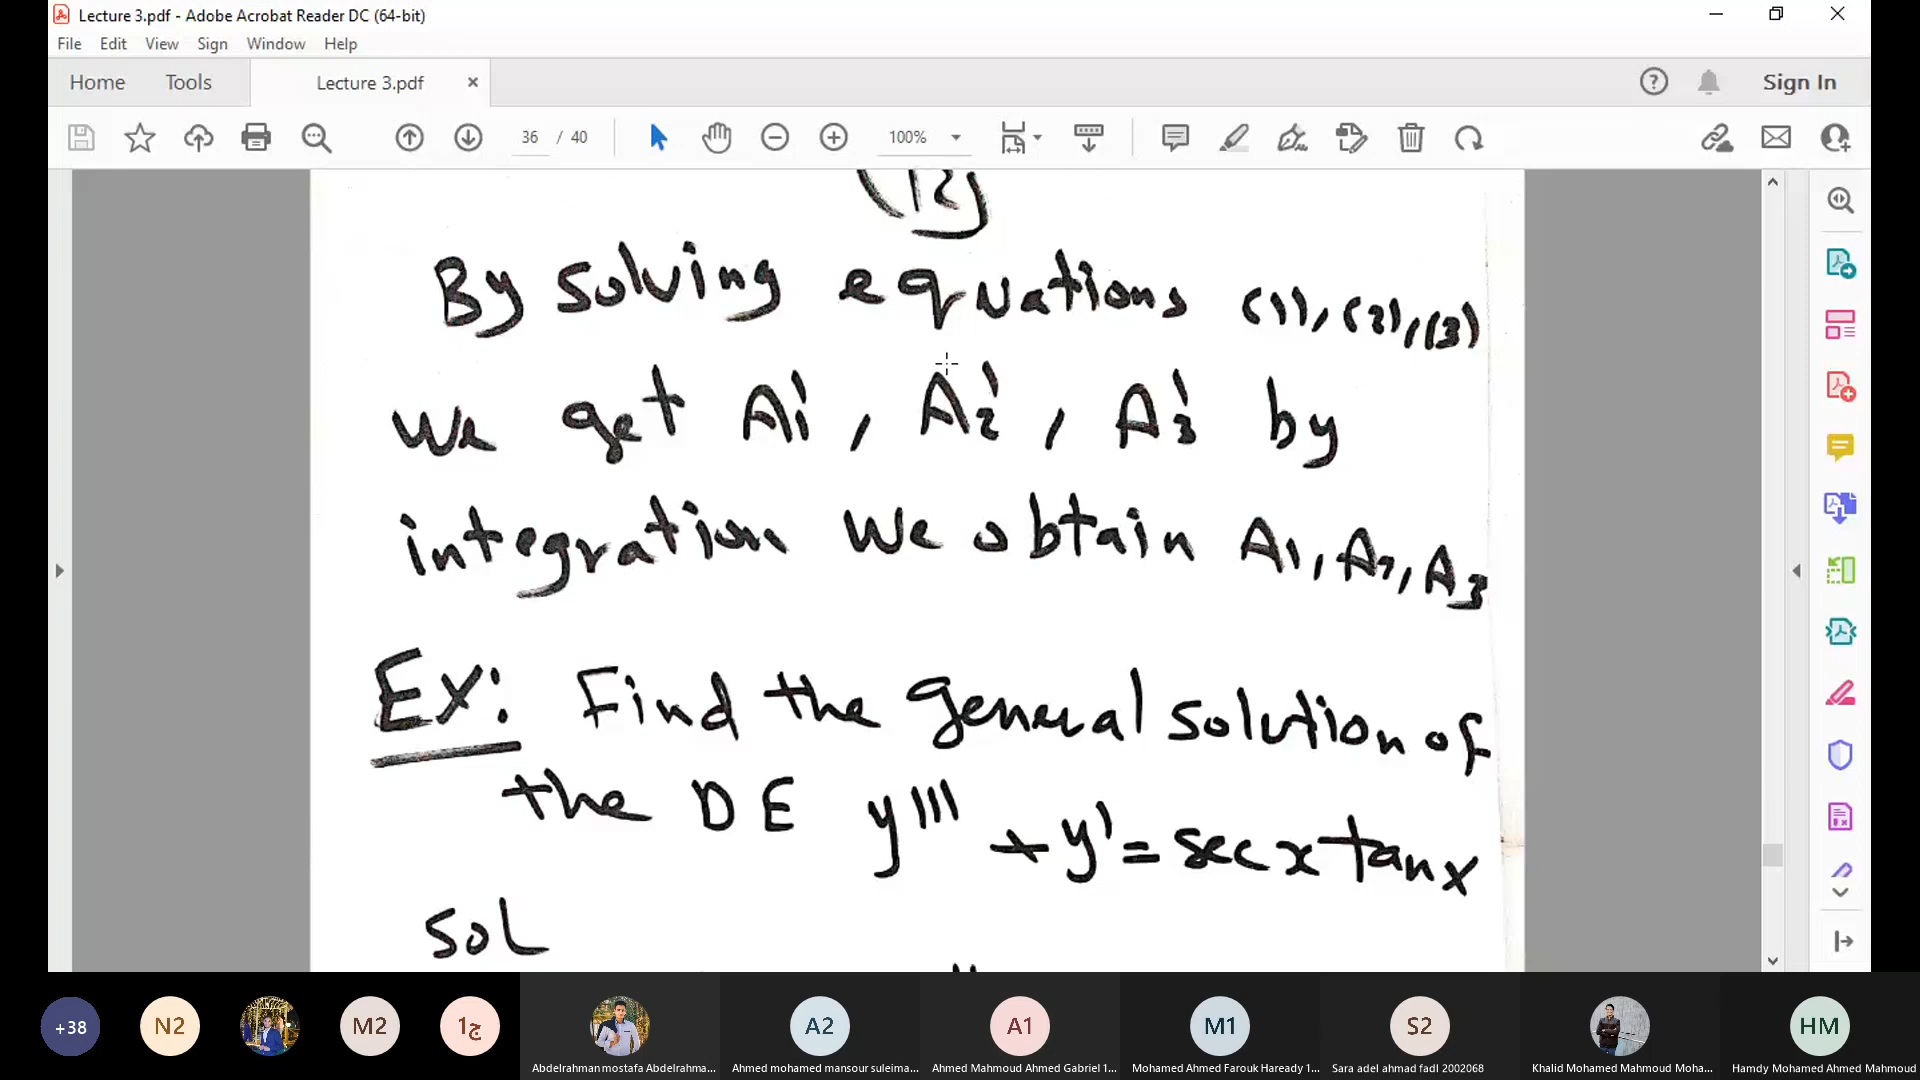 Lecture 3.pdf - Adobe Acrobat Reader DC (64-bit)
File Edit View Sign Window Help
Home Tools Lecture 3.pdf × Sign In
36 / 40 100%
(12)
By solving equations (1), (2), (3)
we get A1', A2', A3' by
integration we obtain A1, A2, A3
Ex: Find the general solution of
the DE y''' + y' = sec x tan x
sol
+38 N2 M2 ج1 A2 A1 M1 S2 HM
Abdelrahman mostafa Abdelrahma... Ahmed mohamed mansour suleima... Ahmed Mahmoud Ahmed Gabriel 1... Mohamed Ahmed Farouk Haready 1... Sara adel ahmad fadl 2002068 Khalid Mohamed Mahmoud Moha... Hamdy Mohamed Ahmed Mahmoud